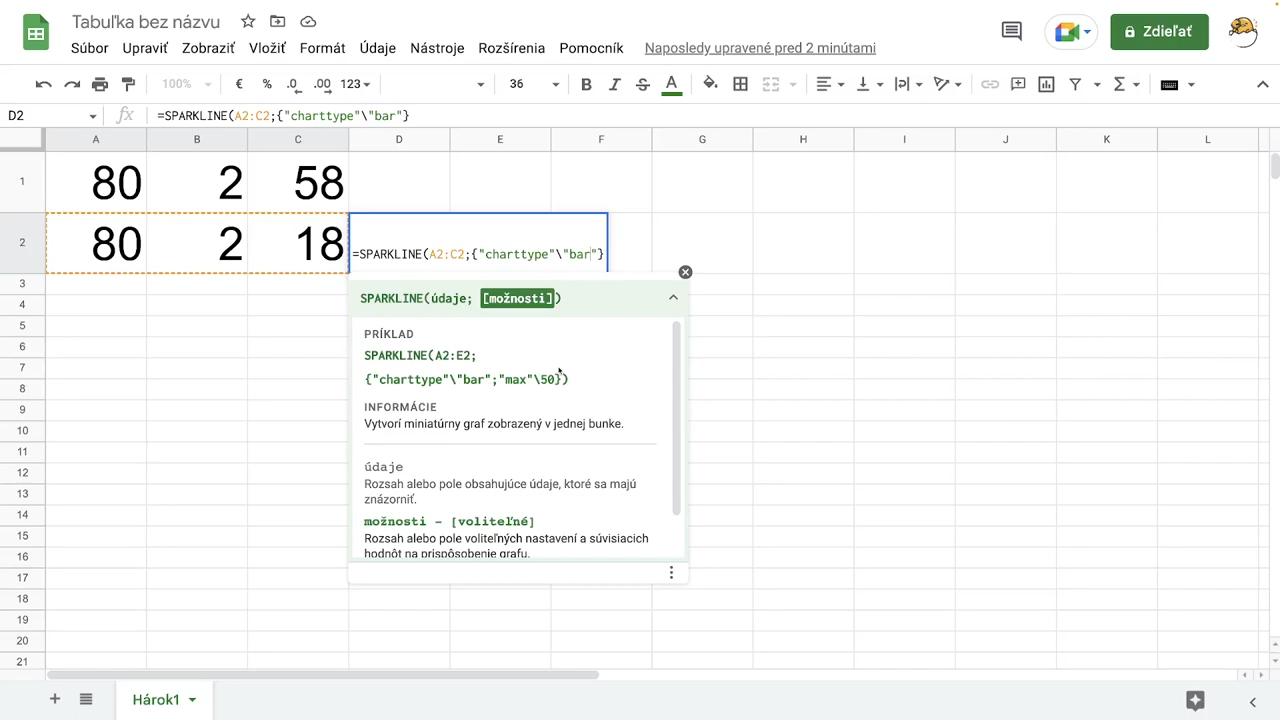 Tabuľka bez názvu
Súbor Upraviť Zobraziť Vložiť Formát Údaje Nástroje Rozšírenia Pomocník Naposledy upravené pred 2 minútami
Zdieľať
100% € % .0 .00 123 36 B I S A
D2 fx =SPARKLINE(A2:C2;{"charttype"\"bar"}
A B C D E F G H I J K L
1 80 2 58
2 80 2 18 =SPARKLINE(A2:C2;{"charttype"\"bar"}
3
4
5
6
7
8
9
10
11
12
13
14
15
16
17
18
19
20
21
SPARKLINE(údaje; [možnosti])
PRÍKLAD
SPARKLINE(A2:E2;
{"charttype"\"bar";"max"\50})
INFORMÁCIE
Vytvorí miniatúrny graf zobrazený v jednej bunke.
údaje
Rozsah alebo pole obsahujúce údaje, ktoré sa majú
znázorniť.
možnosti – [voliteľné]
Rozsah alebo pole voliteľných nastavení a súvisiacich
hodnôt na prispôsobenie grafu.
Hárok1